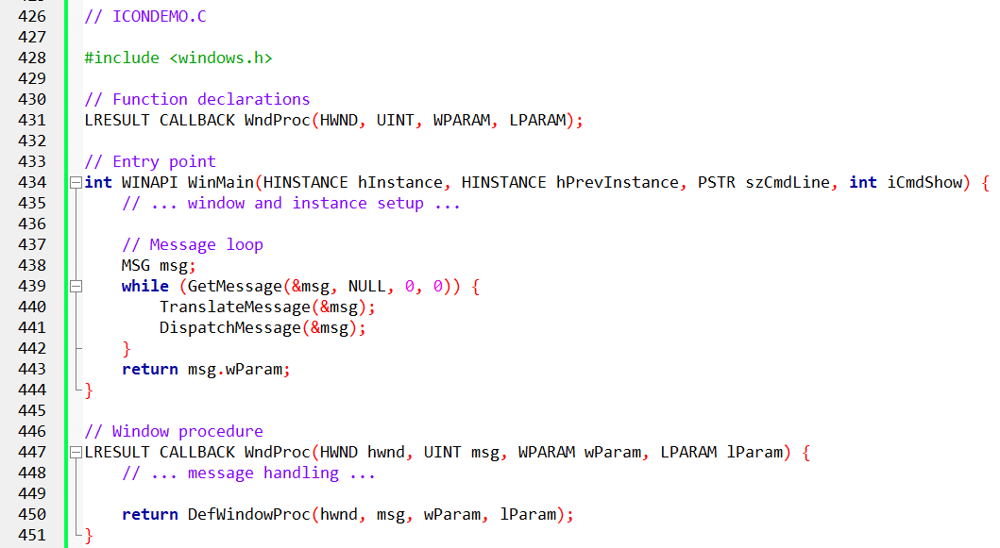 426 // ICONDEMO.C
427
428 #include <windows.h>
429
430 // Function declarations
431 LRESULT CALLBACK WndProc(HWND, UINT, WPARAM, LPARAM);
432
433 // Entry point
434 int WINAPI WinMain(HINSTANCE hInstance, HINSTANCE hPrevInstance, PSTR szCmdLine, int iCmdShow) {
435     // ... window and instance setup ...
436
437     // Message loop
438     MSG msg;
439     while (GetMessage(&msg, NULL, 0, 0)) {
440         TranslateMessage(&msg);
441         DispatchMessage(&msg);
442     }
443     return msg.wParam;
444 }
445
446 // Window procedure
447 LRESULT CALLBACK WndProc(HWND hwnd, UINT msg, WPARAM wParam, LPARAM lParam) {
448     // ... message handling ...
449
450     return DefWindowProc(hwnd, msg, wParam, lParam);
451 }